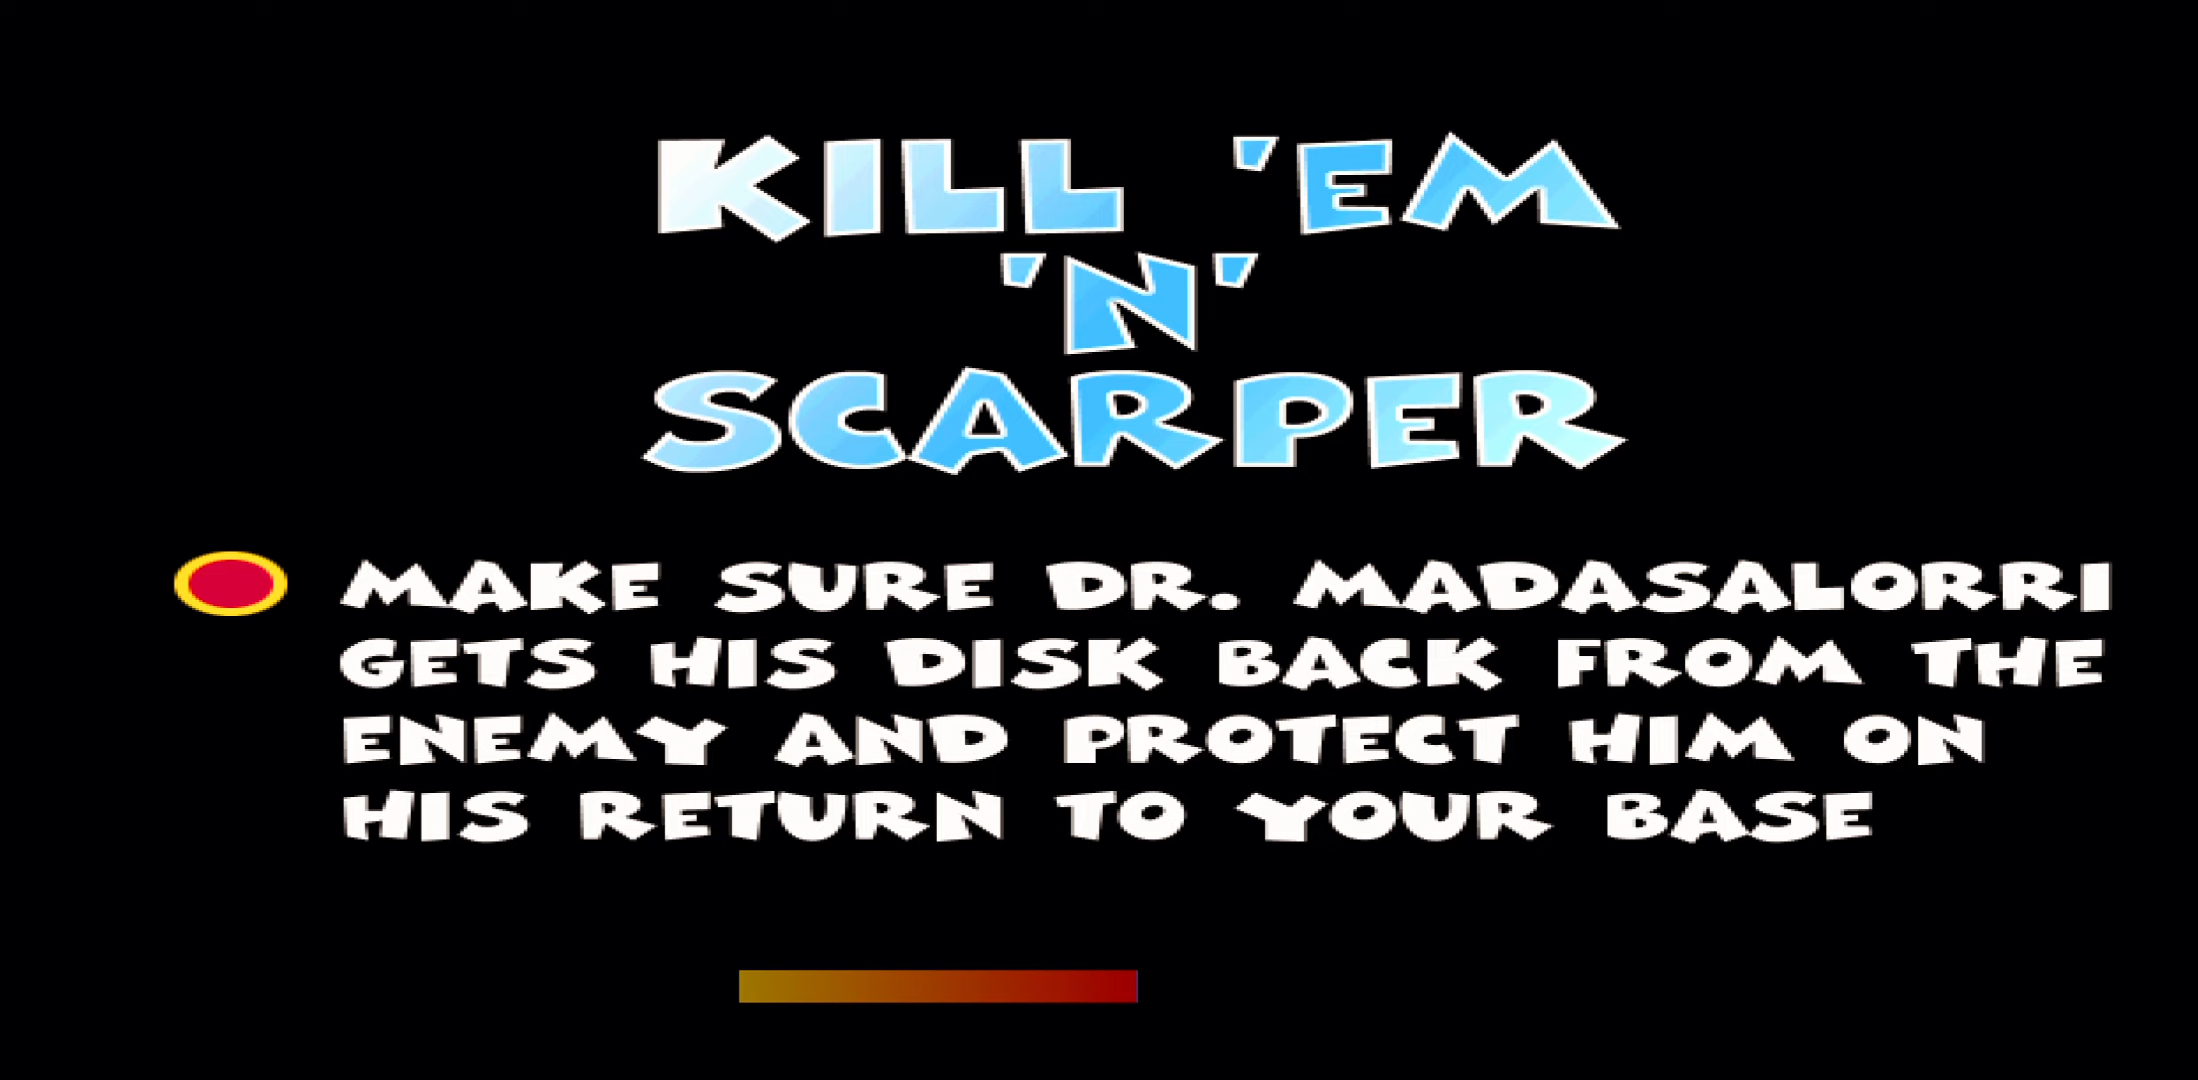 KILL 'EM
'N'
SCARPER
MAKE SURE DR. MADASALORRI
GETS HIS DISK BACK FROM THE
ENEMY AND PROTECT HIM ON
HIS RETURN TO YOUR BASE